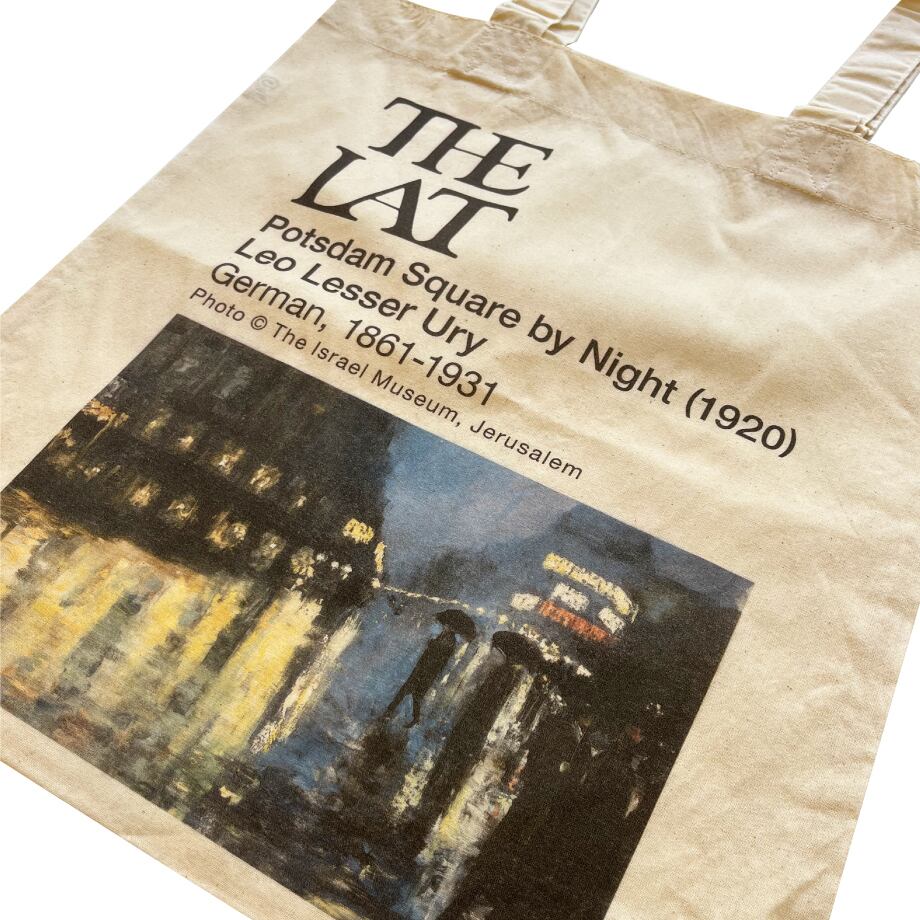 THE
LAT
Potsdam Square by Night (1920)
Leo Lesser Ury
German, 1861-1931
Photo © The Israel Museum, Jerusalem